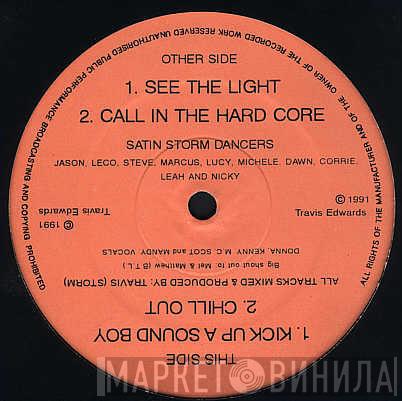 OTHER SIDE
1. SEE THE LIGHT
2. CALL IN THE HARD CORE
SATIN STORM DANCERS
JASON, LECO, STEVE, MARCUS, LUCY, MICHELE, DAWN, CORRIE,
LEAH AND NICKY
© 1991
Travis Edwards
THIS SIDE
1. KICK UP A SOUND BOY
2. CHILL OUT
ALL TRACKS MIXED & PRODUCED BY: TRAVIS (STORM)
Big shout out to Mel & Matthew (B.T.L.)
DONNA, KENNY, M.C SCOT and MANDY VOCALS
© 1991
Travis Edwards
ALL RIGHTS OF THE MANUFACTURER AND OF THE OWNER OF THE RECORDED WORK RESERVED UNAUTHORISED PUBLIC PERFORMANCE BROADCASTING AND COPYING PROHIBITED
МАРКЕТ ВИНИЛА